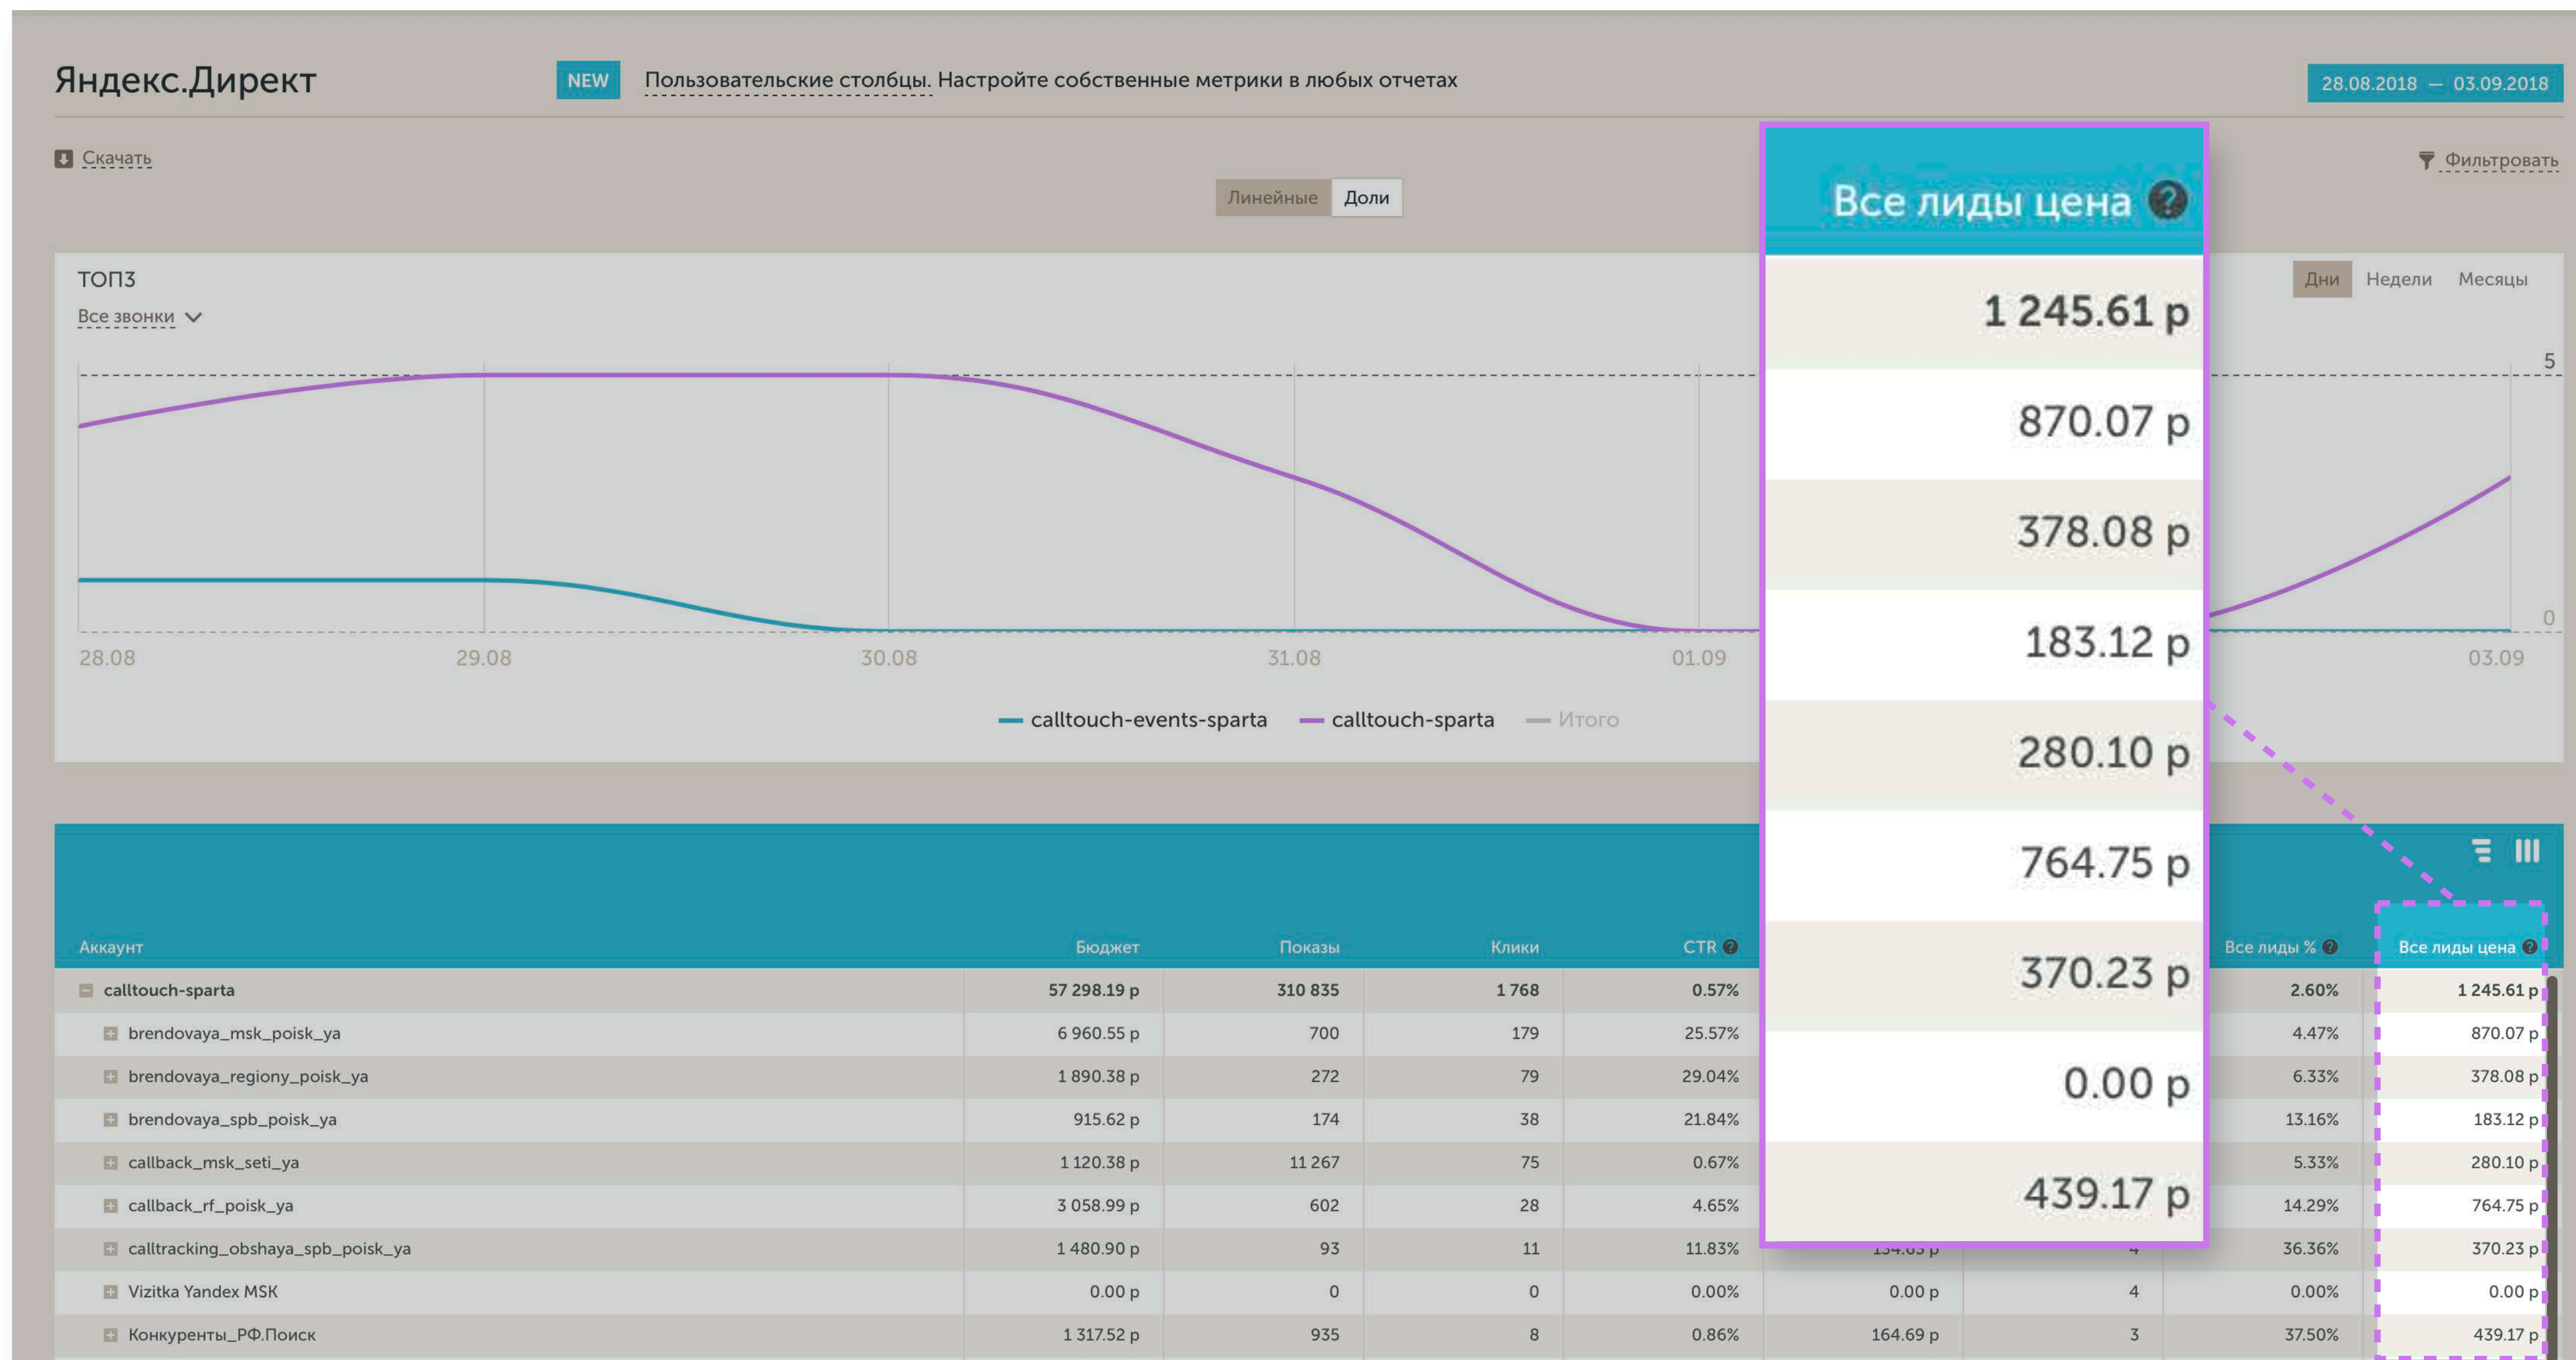 Яндекс.Директ NEW Пользовательские столбцы. Настройте собственные метрики в любых отчетах 28.08.2018 — 03.09.2018
Скачать Фильтровать
Линейные Доли
Все лиды цена ?
ТОП3 Дни Недели Месяцы
Все звонки
1 245.61 р
870.07 р
378.08 р
183.12 р
280.10 р
764.75 р
370.23 р
0.00 р
439.17 р
5
0
28.08 29.08 30.08 31.08 01.09 03.09
calltouch-events-sparta calltouch-sparta Итого
Аккаунт Бюджет Показы Клики CTR ? Все лиды % ? Все лиды цена ?
calltouch-sparta 57 298.19 р 310 835 1 768 0.57% 2.60% 1 245.61 р
brendovaya_msk_poisk_ya 6 960.55 р 700 179 25.57% 4.47% 870.07 р
brendovaya_regiony_poisk_ya 1 890.38 р 272 79 29.04% 6.33% 378.08 р
brendovaya_spb_poisk_ya 915.62 р 174 38 21.84% 13.16% 183.12 р
callback_msk_seti_ya 1 120.38 р 11 267 75 0.67% 5.33% 280.10 р
callback_rf_poisk_ya 3 058.99 р 602 28 4.65% 14.29% 764.75 р
calltracking_obshaya_spb_poisk_ya 1 480.90 р 93 11 11.83% 134.63 р 4 36.36% 370.23 р
Vizitka Yandex MSK 0.00 р 0 0 0.00% 0.00 р 4 0.00% 0.00 р
Конкуренты_РФ.Поиск 1 317.52 р 935 8 0.86% 164.69 р 3 37.50% 439.17 р